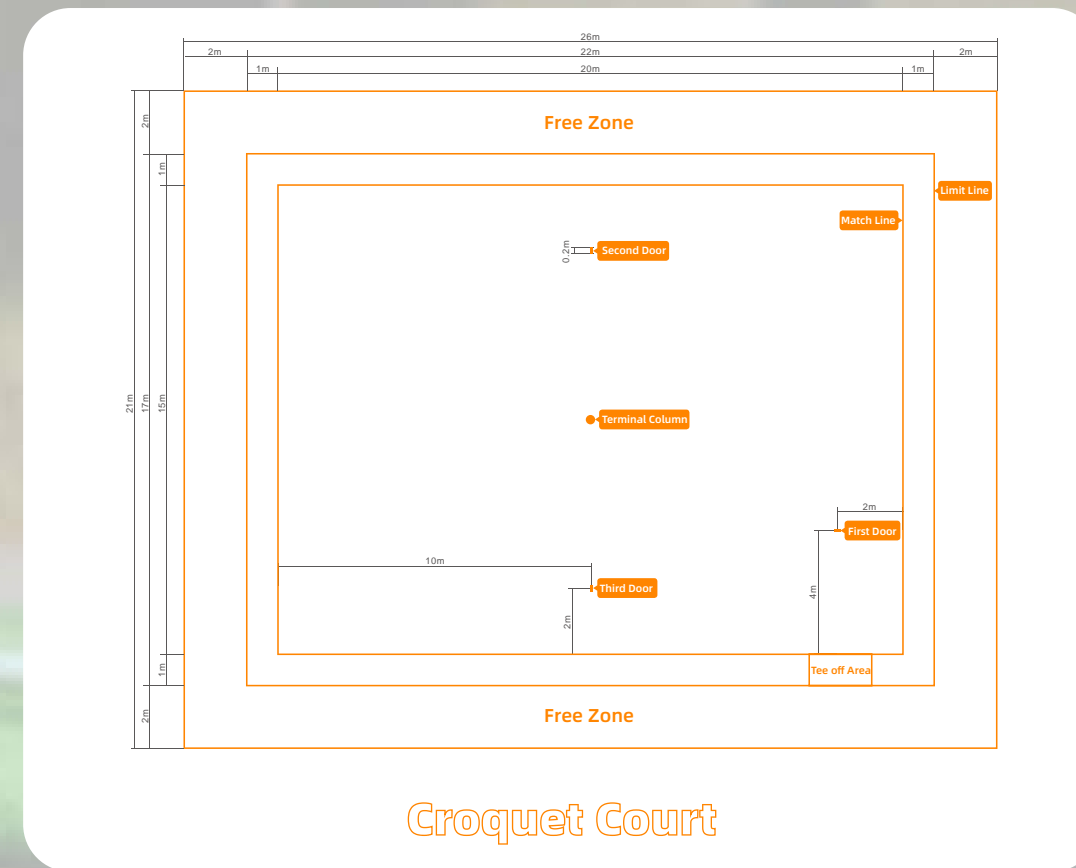 26m
2m
22m
2m
1m
20m
1m
2m
Free Zone
1m
Limit Line
Match Line
0.2m
Second Door
21m
17m
15m
Terminal Column
2m
First Door
10m
Third Door
4m
2m
1m
Tee off Area
2m
Free Zone
Croquet Court